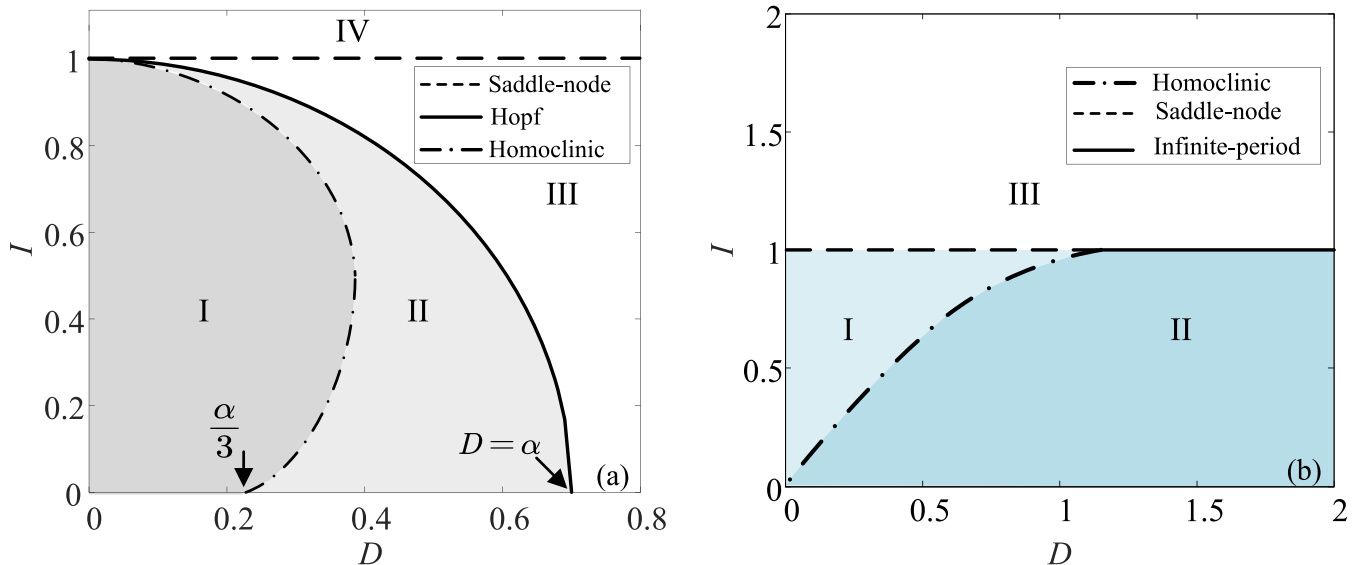 IV
1
Saddle-node
Hopf
Homoclinic
0.8
III
0.6
I
I
II
0.4
α/3
0.2
D = α
(a)
0
0
0.2
0.4
0.6
0.8
D
2
Homoclinic
Saddle-node
Infinite-period
1.5
III
I
1
I
II
0.5
(b)
0
0
0.5
1
1.5
2
D